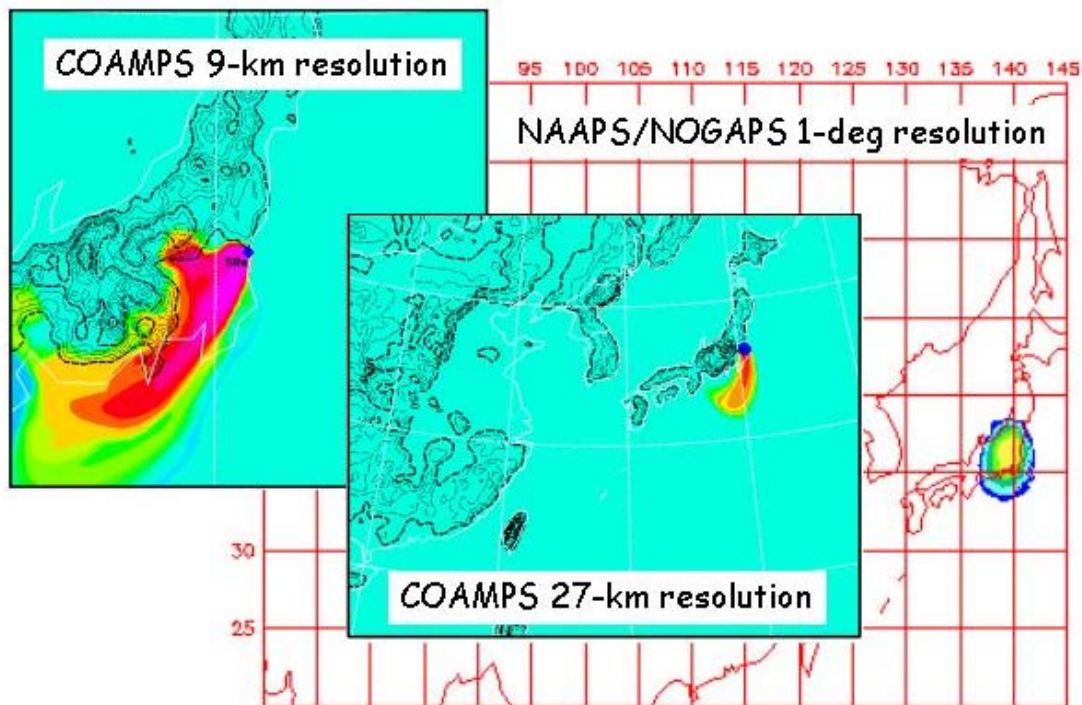 COAMPS 9-km resolution
95 100 105 110 115 120 125 130 135 140 145
NAAPS/NOGAPS 1-deg resolution
Site
30
COAMPS 27-km resolution
25